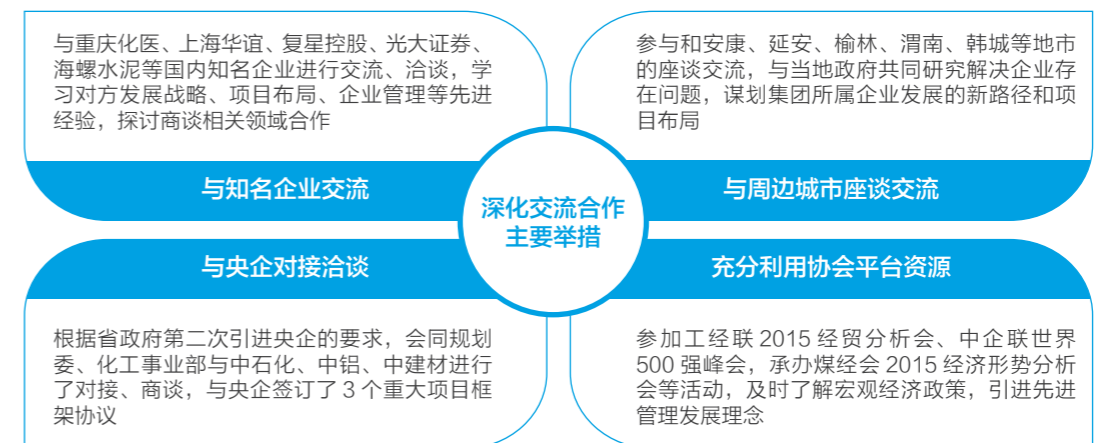 与重庆化医、上海华谊、复星控股、光大证券、
海螺水泥等国内知名企业进行交流、洽谈，学
习对方发展战略、项目布局、企业管理等先进
经验，探讨商谈相关领域合作
与知名企业交流
参与和安康、延安、榆林、渭南、韩城等地市
的座谈交流，与当地政府共同研究解决企业存
在问题，谋划集团所属企业发展的新路径和项
目布局
与周边城市座谈交流
深化交流合作
主要举措
与央企对接洽谈
根据省政府第二次引进央企的要求，会同规划
委、化工事业部与中石化、中铝、中建材进行
了对接、商谈，与央企签订了 3 个重大项目框
架协议
充分利用协会平台资源
参加工经联 2015 经贸分析会、中企联世界
500 强峰会，承办煤经会 2015 经济形势分析
会等活动，及时了解宏观经济政策，引进先进
管理发展理念